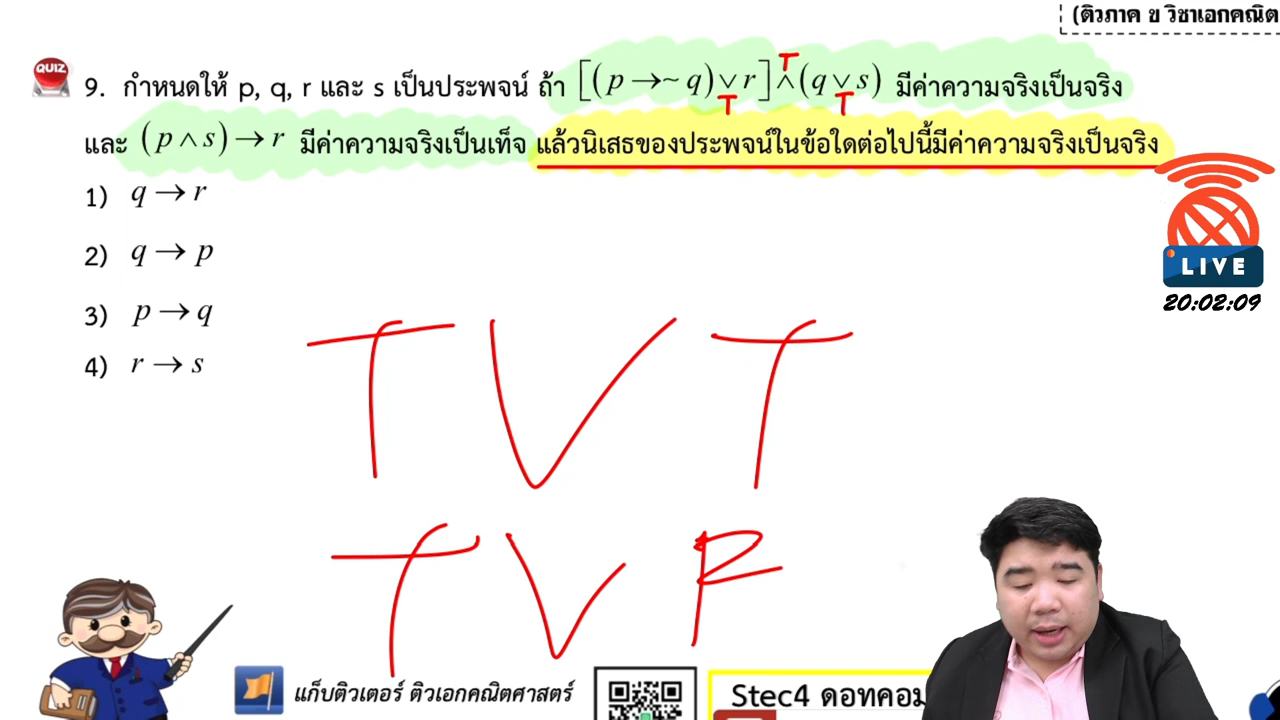 (ติวภาค ข วิชาเอกคณิต
QUIZ
9. กำหนดให้ p, q, r และ s เป็นประพจน์ ถ้า [(p→~q)∨r]∧(q∨s) มีค่าความจริงเป็นจริง
T T T
และ (p∧s)→r มีค่าความจริงเป็นเท็จ แล้วนิเสธของประพจน์ในข้อใดต่อไปนี้มีค่าความจริงเป็นจริง
1) q→r
2) q→p
3) p→q
4) r→s
LIVE
20:02:09
T V T
T V
แก็บติวเตอร์ ติวเอกคณิตศาสตร์
Stec4 ดอทคอม